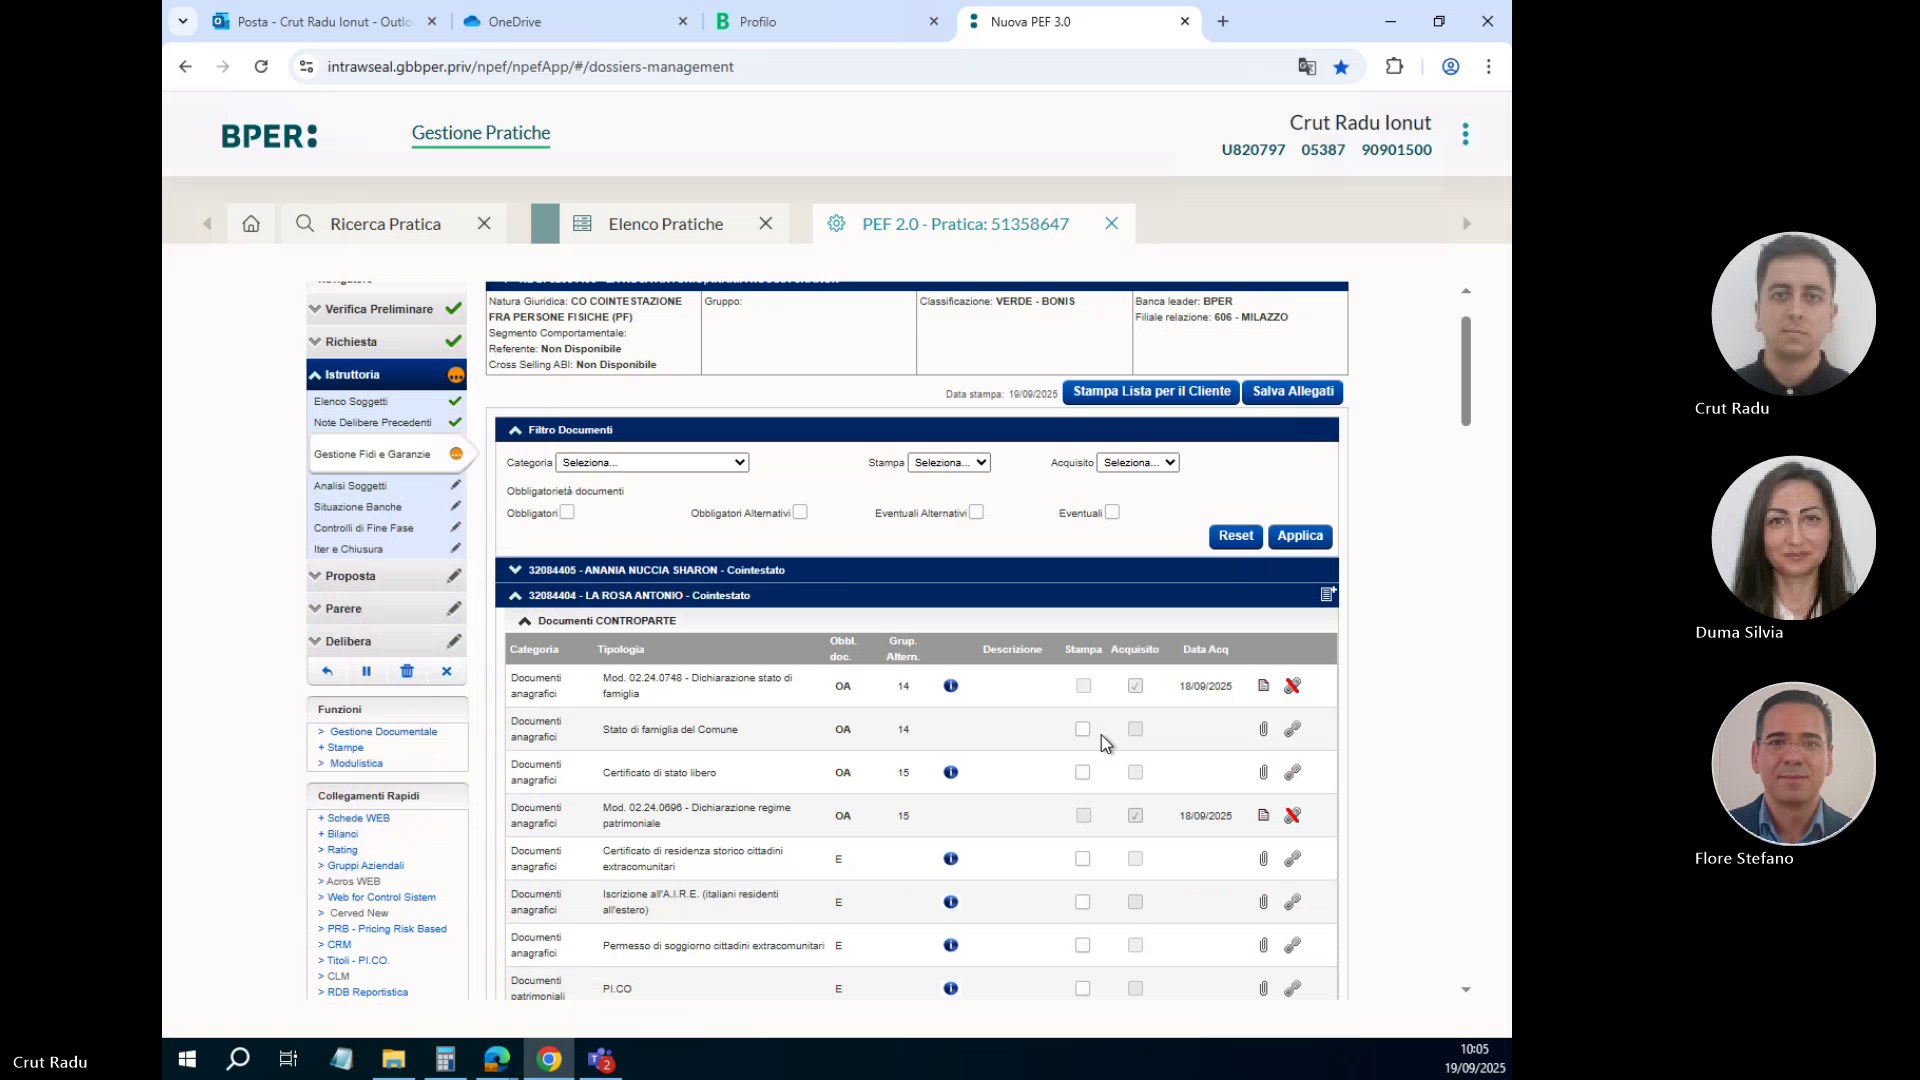 Posta - Crut Radu Ionut - Outlo
OneDrive
Profilo
Nuova PEF 3.0
intrawseal.gbbper.priv/npef/npefApp/#/dossiers-management
BPER:
Gestione Pratiche
Crut Radu Ionut
U820797 05387 90901500
Ricerca Pratica
Elenco Pratiche
PEF 2.0 - Pratica: 51358647
Verifica Preliminare
Richiesta
Istruttoria
Elenco Soggetti
Note Delibere Precedenti
Gestione Fidi e Garanzie
Analisi Soggetti
Situazione Banche
Controlli di Fine Fase
Iter e Chiusura
Proposta
Parere
Delibera
Funzioni
> Gestione Documentale
+ Stampe
> Modulistica
Collegamenti Rapidi
+ Schede WEB
+ Bilanci
> Rating
> Gruppi Aziendali
> Acros WEB
> Web for Control Sistem
> Cerved New
> PRB - Pricing Risk Based
> CRM
> Titoli - PI.CO.
> CLM
> RDB Reportistica
Natura Giuridica: CO COINTESTAZIONE
FRA PERSONE FISICHE (PF)
Segmento Comportamentale:
Referente: Non Disponibile
Cross Selling ABI: Non Disponibile
Gruppo:
Classificazione: VERDE - BONIS
Banca leader: BPER
Filiale relazione: 606 - MILAZZO
Data stampa: 19/09/2025
Stampa Lista per il Cliente
Salva Allegati
Filtro Documenti
Categoria Seleziona...
Stampa Seleziona...
Acquisito Seleziona...
Obbligatorietà documenti
Obbligatori
Obbligatori Alternativi
Eventuali Alternativi
Eventuali
Reset
Applica
32084405 - ANANIA NUCCIA SHARON - Cointestato
32084404 - LA ROSA ANTONIO - Cointestato
Documenti CONTROPARTE
Categoria Tipologia Obbl. doc. Grup. Altern. Descrizione Stampa Acquisito Data Acq
Documenti anagrafici Mod. 02.24.0748 - Dichiarazione stato di famiglia OA 14 18/09/2025
Documenti anagrafici Stato di famiglia del Comune OA 14
Documenti anagrafici Certificato di stato libero OA 15
Documenti anagrafici Mod. 02.24.0696 - Dichiarazione regime patrimoniale OA 15 18/09/2025
Documenti anagrafici Certificato di residenza storico cittadini extracomunitari E
Documenti anagrafici Iscrizione all'A.I.R.E. (italiani residenti all'estero) E
Documenti anagrafici Permesso di soggiorno cittadini extracomunitari E
Documenti patrimoniali PI.CO E
2
10:05
19/09/2025
Crut Radu
Duma Silvia
Flore Stefano
Crut Radu